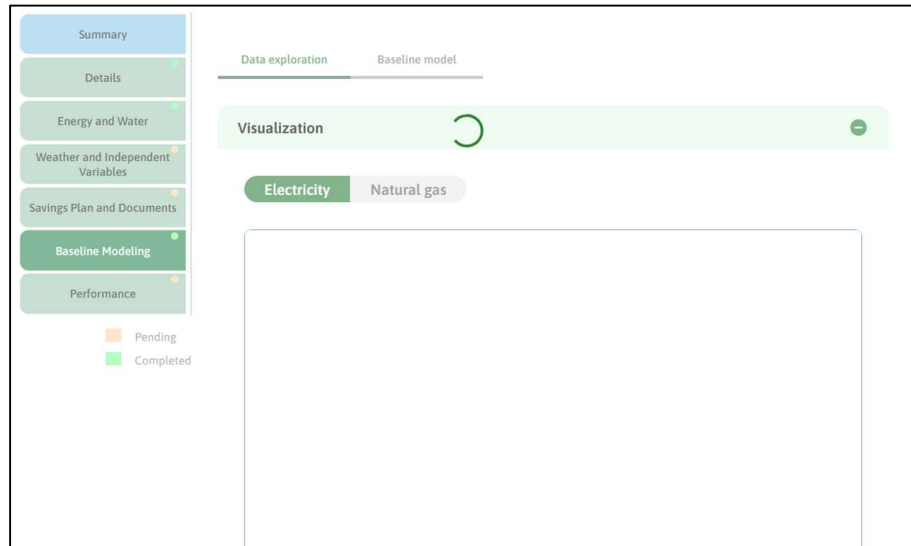 Summary
Details
Energy and Water
Weather and Independent
Variables
Savings Plan and Documents
Baseline Modeling
Performance
Pending
Completed
Data exploration
Baseline model
Visualization
Electricity
Natural gas